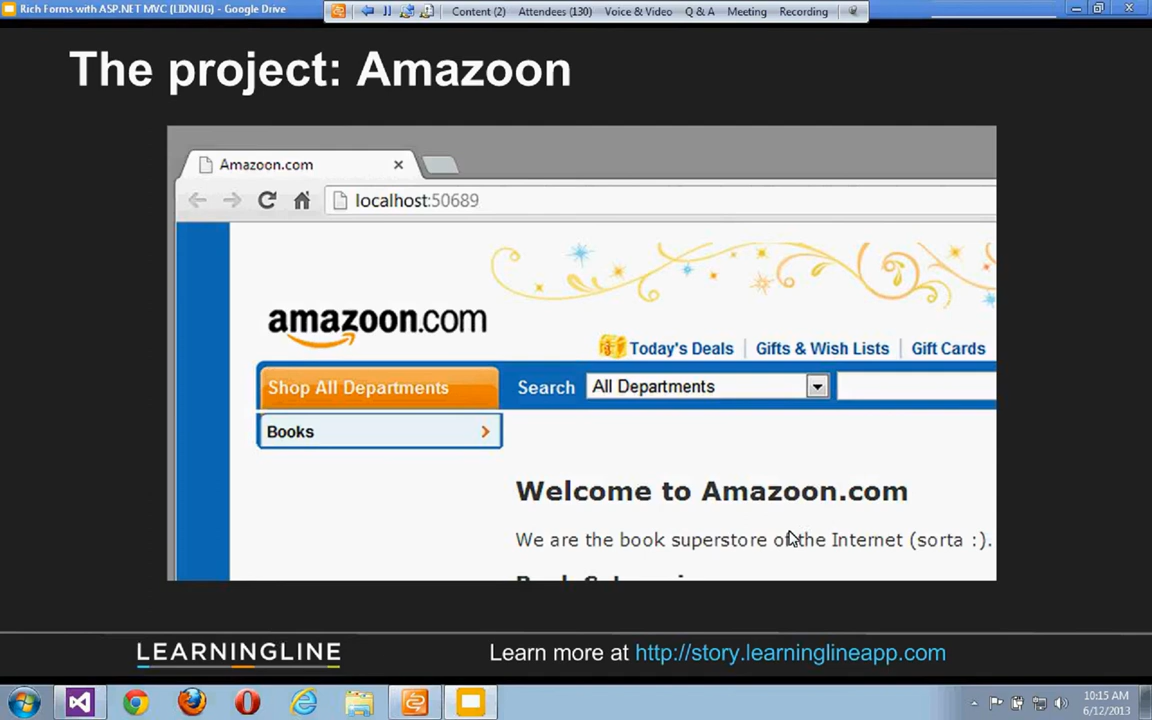 Rich Forms with ASP.NET MVC (LIDNUG) - Google Drive
Content (2) Attendees (130) Voice & Video Q & A Meeting Recording
The project: Amazoon
Amazoon.com
localhost:50689
amazoon.com
Today's Deals Gifts & Wish Lists Gift Cards
Shop All Departments Search All Departments
Books
Welcome to Amazoon.com
We are the book superstore of the Internet (sorta :).
LEARNINGLINE Learn more at http://story.learninglineapp.com
10:15 AM
6/12/2013